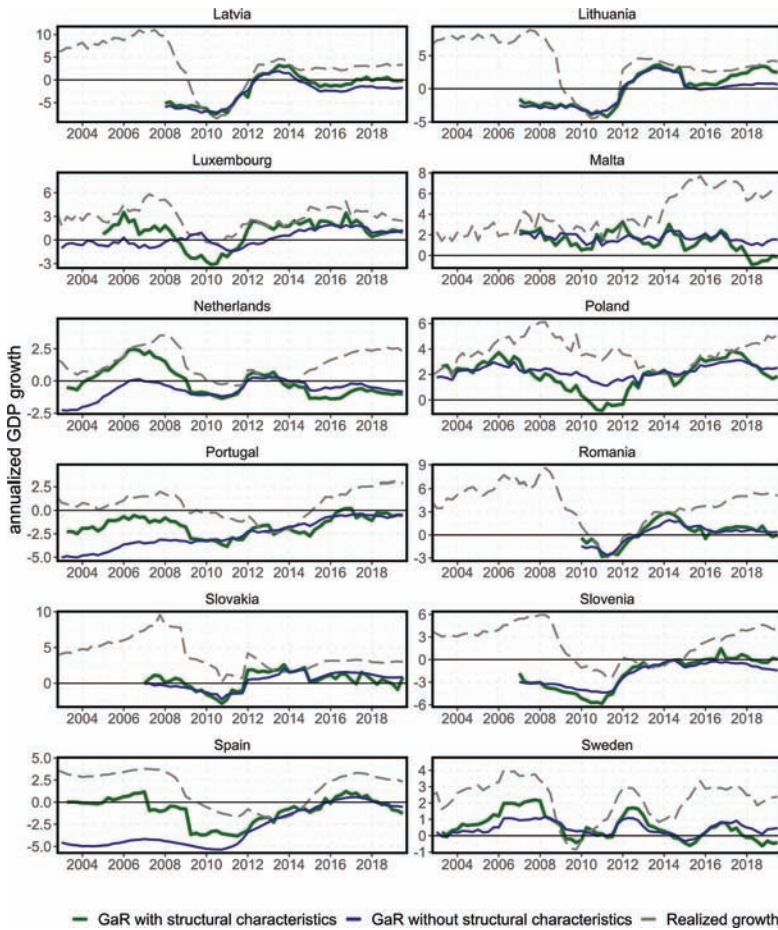 Latvia
Lithuania
10
5
0
-5
2004 2006 2008 2010 2012 2014 2016 2018
5
0
-5
2004 2006 2008 2010 2012 2014 2016 2018
Luxembourg
Malta
6
3
0
-3
2004 2006 2008 2010 2012 2014 2016 2018
8
6
4
2
0
2004 2006 2008 2010 2012 2014 2016 2018
Netherlands
Poland
2.5
0.0
-2.5
2004 2006 2008 2010 2012 2014 2016 2018
6
4
2
0
2004 2006 2008 2010 2012 2014 2016 2018
annualized GDP growth
Portugal
Romania
2.5
0.0
-2.5
-5.0
2004 2006 2008 2010 2012 2014 2016 2018
9
6
3
0
-3
2004 2006 2008 2010 2012 2014 2016 2018
Slovakia
Slovenia
10
5
0
2004 2006 2008 2010 2012 2014 2016 2018
6
3
0
-3
-6
2004 2006 2008 2010 2012 2014 2016 2018
Spain
Sweden
5.0
2.5
0.0
-2.5
-5.0
2004 2006 2008 2010 2012 2014 2016 2018
4
3
2
1
0
-1
2004 2006 2008 2010 2012 2014 2016 2018
GaR with structural characteristics GaR without structural characteristics Realized growth